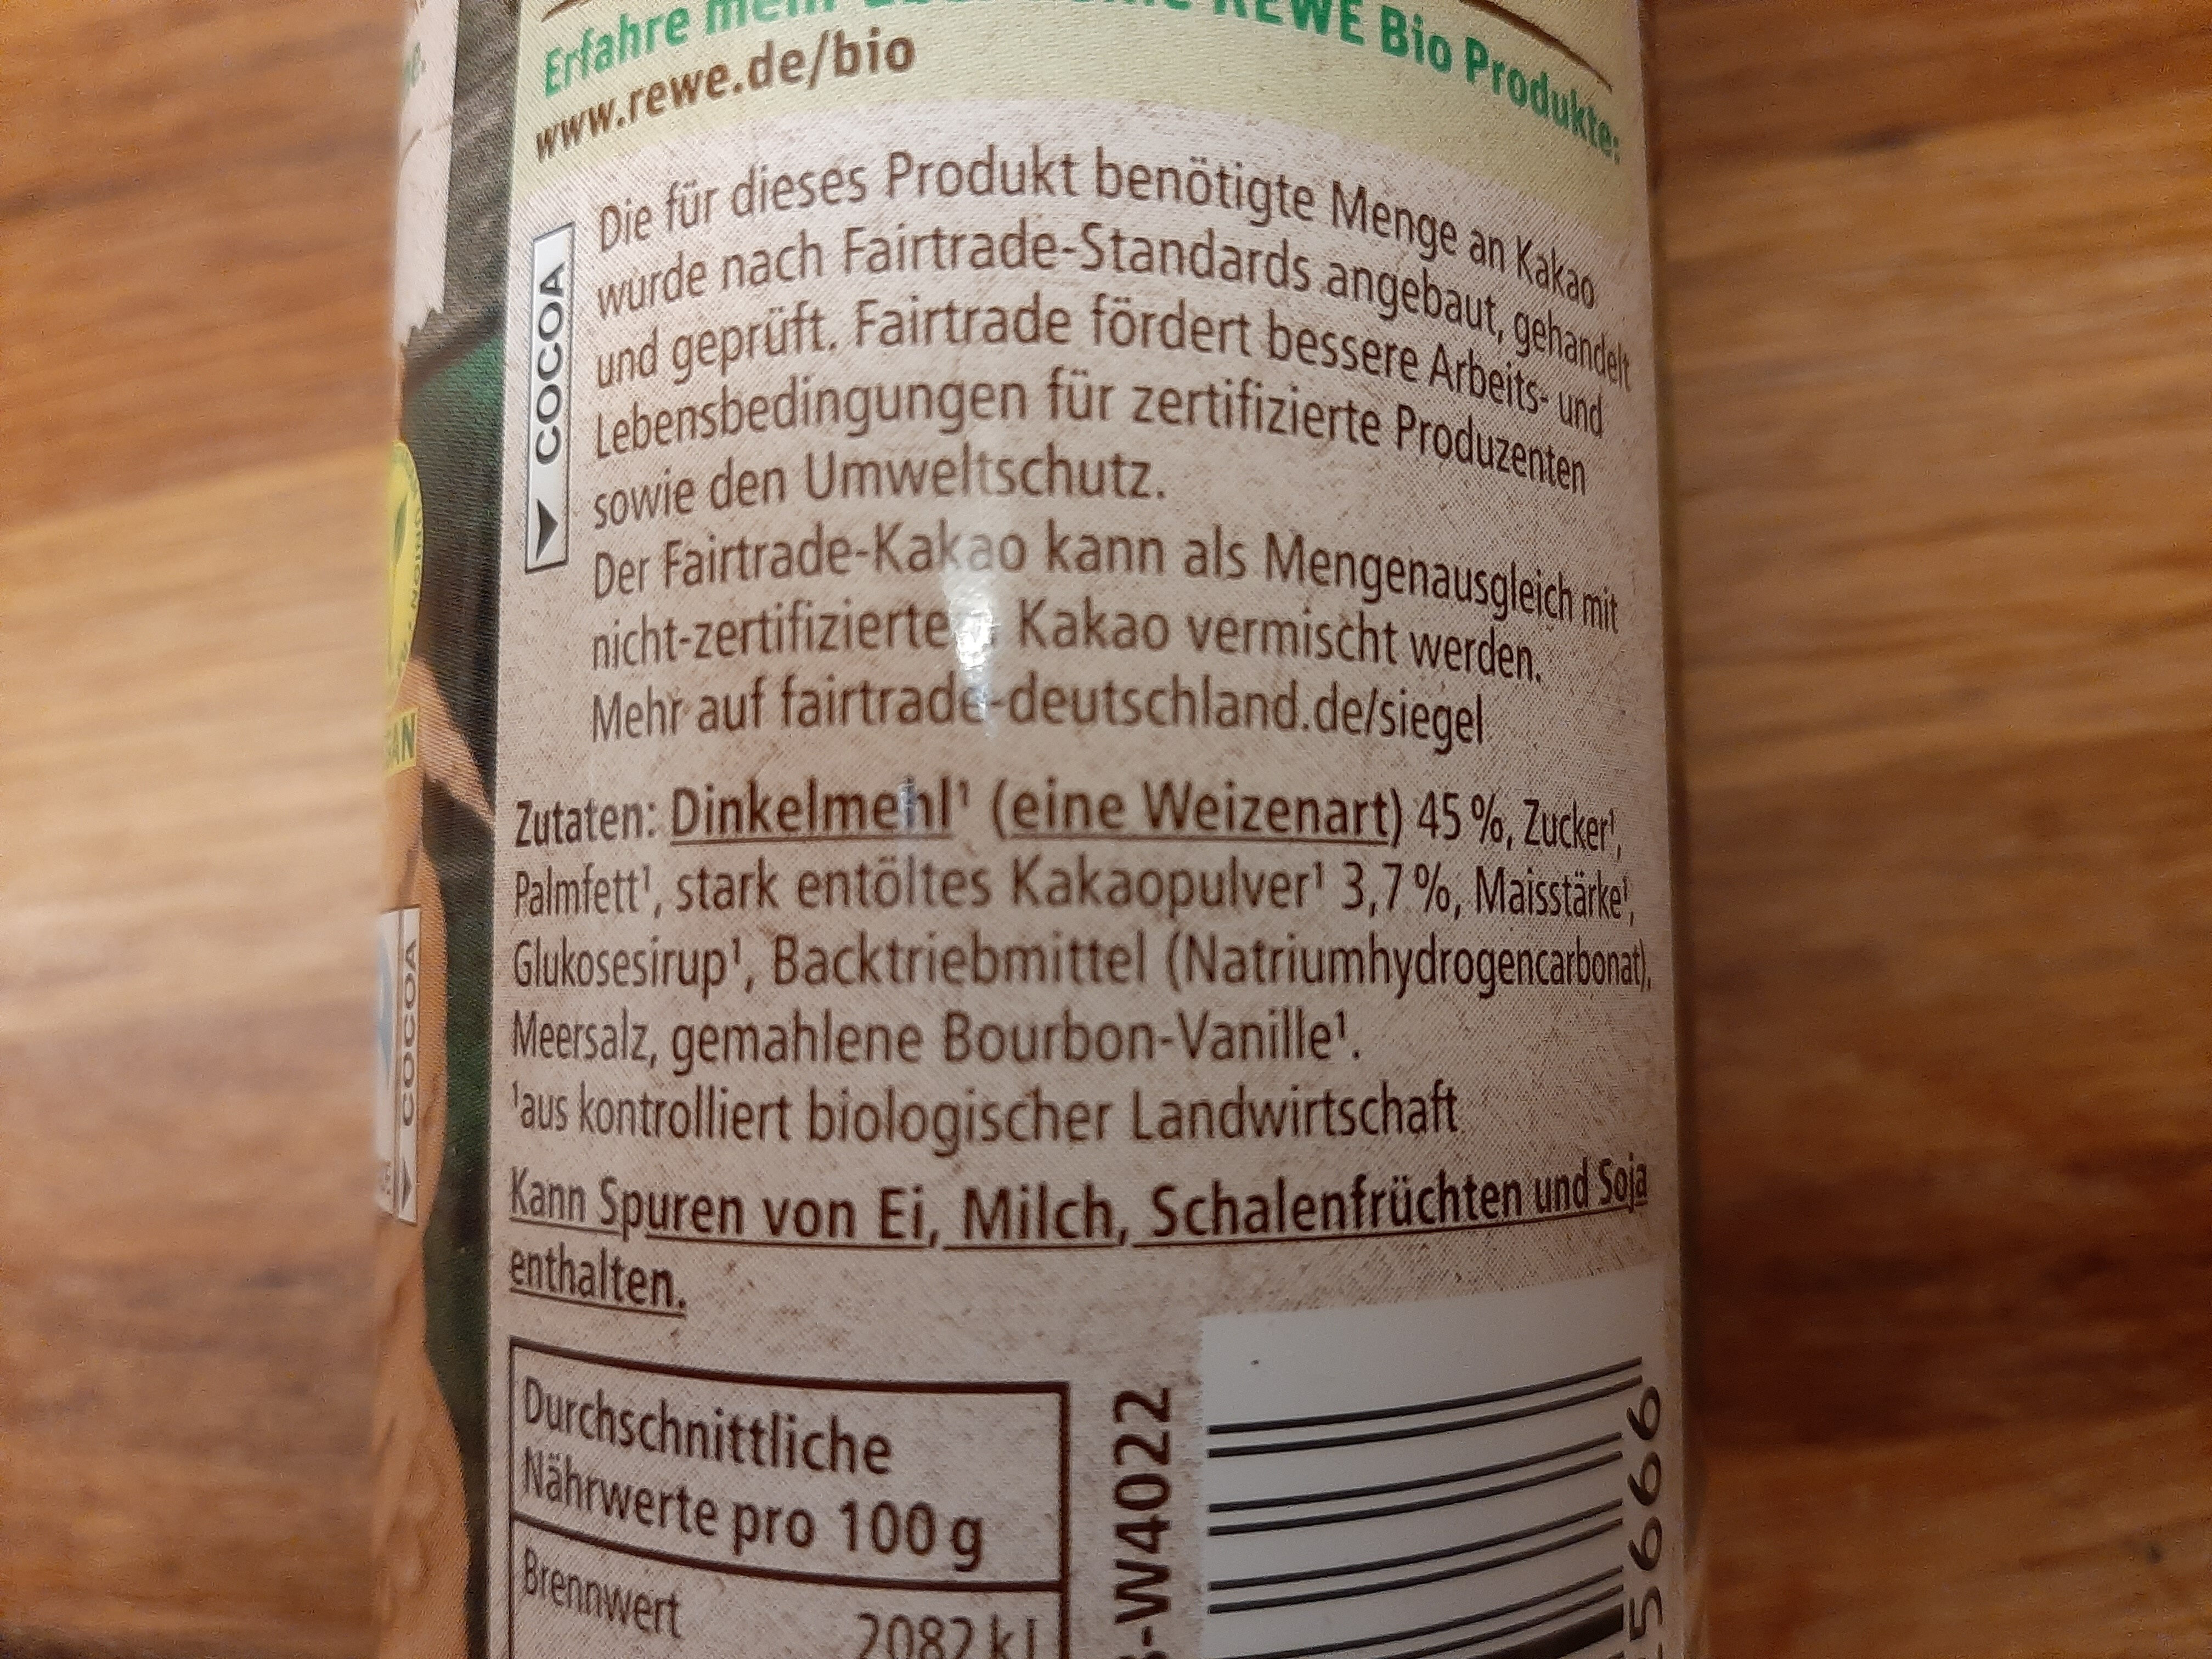 Erfahre mehr REWE Bio Produkte:
www.rewe.de/bio
COCOA
Die für dieses Produkt benötigte Menge an Kakao
wurde nach Fairtrade-Standards angebaut, gehandelt
und geprüft. Fairtrade fördert bessere Arbeits- und
Lebensbedingungen für zertifizierte Produzenten
sowie den Umweltschutz.
Der Fairtrade-Kakao kann als Mengenausgleich mit
nicht-zertifiziertem Kakao vermischt werden.
Mehr auf fairtrade-deutschland.de/siegel
Zutaten: Dinkelmehl¹ (eine Weizenart) 45 %, Zucker¹,
Palmfett¹, stark entöltes Kakaopulver¹ 3,7 %, Maisstärke¹,
Glukosesirup¹, Backtriebmittel (Natriumhydrogencarbonat),
Meersalz, gemahlene Bourbon-Vanille¹.
¹aus kontrolliert biologischer Landwirtschaft
Kann Spuren von Ei, Milch, Schalenfrüchten und Soja
enthalten.
Durchschnittliche
Nährwerte pro 100 g
Brennwert
2082 kJ
-W4022
5666
COCOA